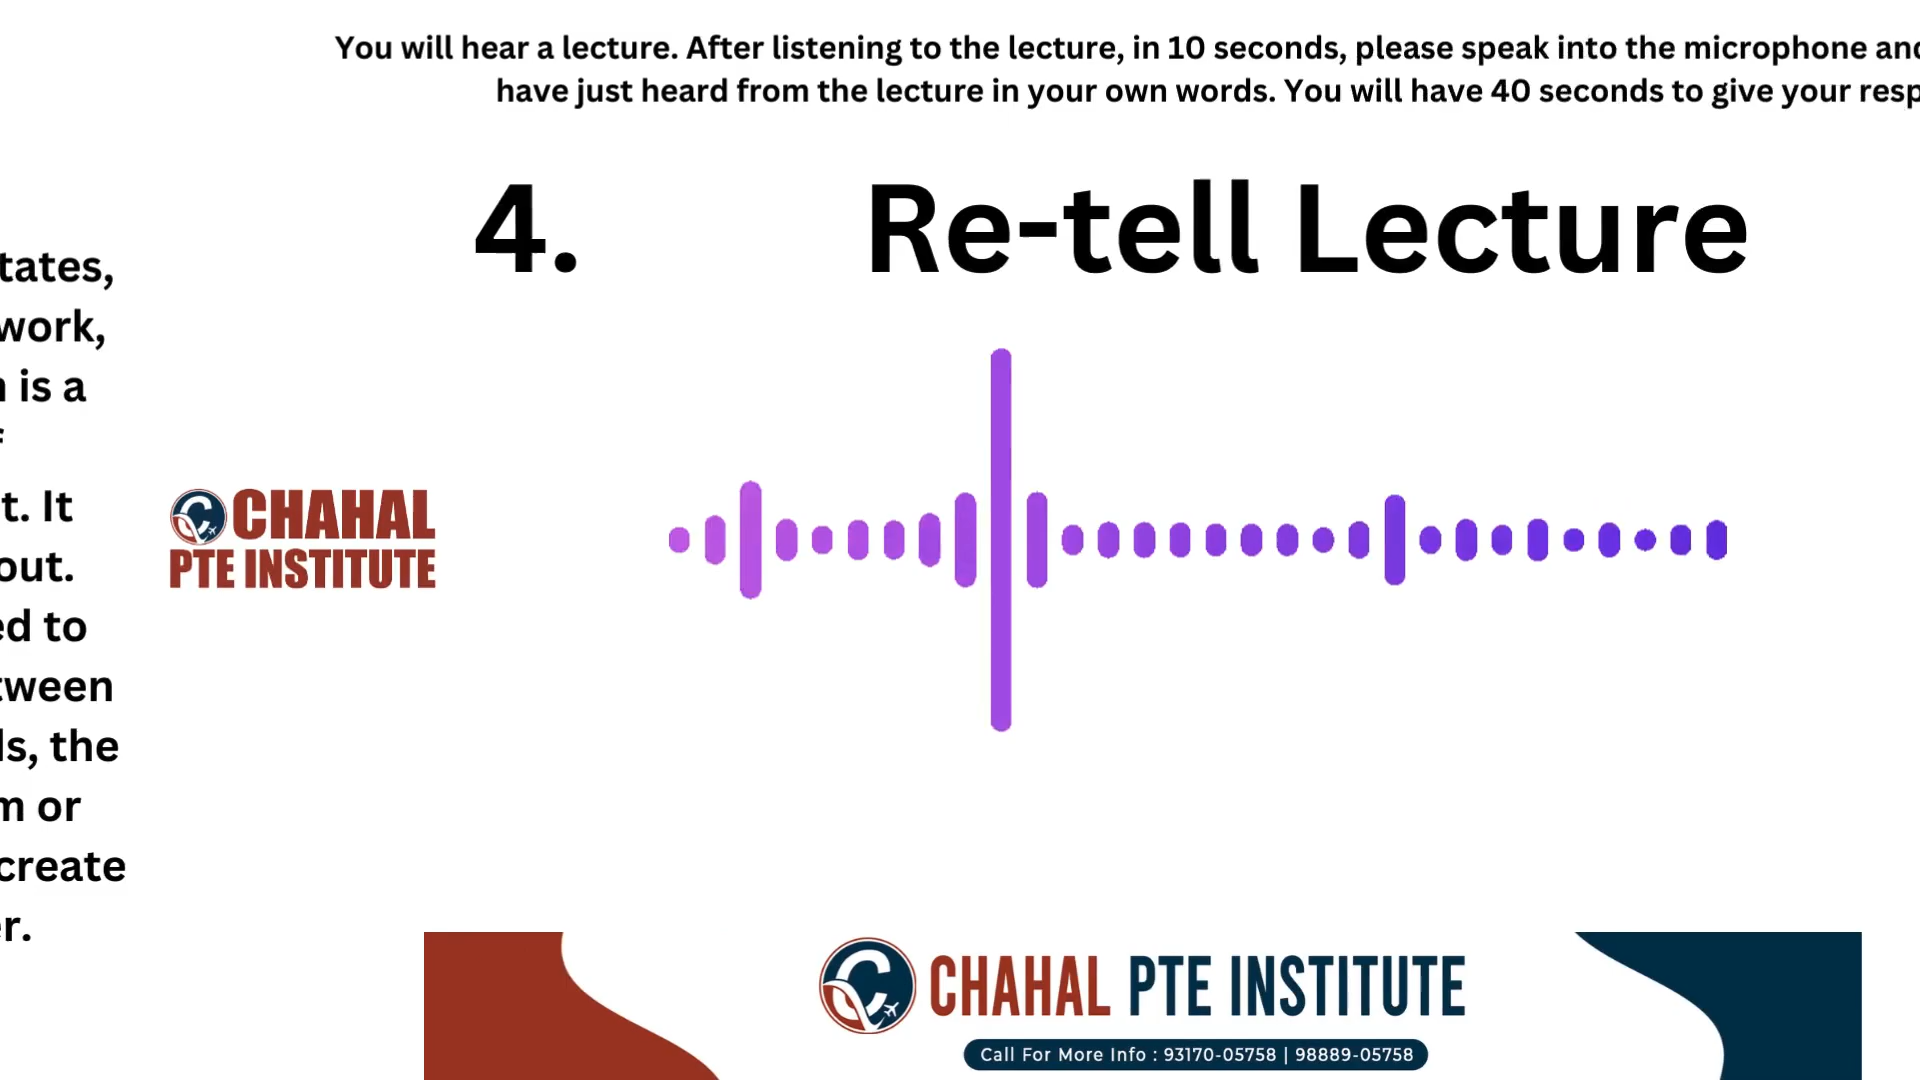 You will hear a lecture. After listening to the lecture, in 10 seconds, please speak into the microphone and
have just heard from the lecture in your own words. You will have 40 seconds to give your resp
4. Re-tell Lecture
tates,
work,
is a
t. It
out.
ed to
tween
ls, the
m or
create
er.
CHAHAL
PTE INSTITUTE
CHAHAL PTE INSTITUTE
Call For More Info : 93170-05758 | 98889-05758